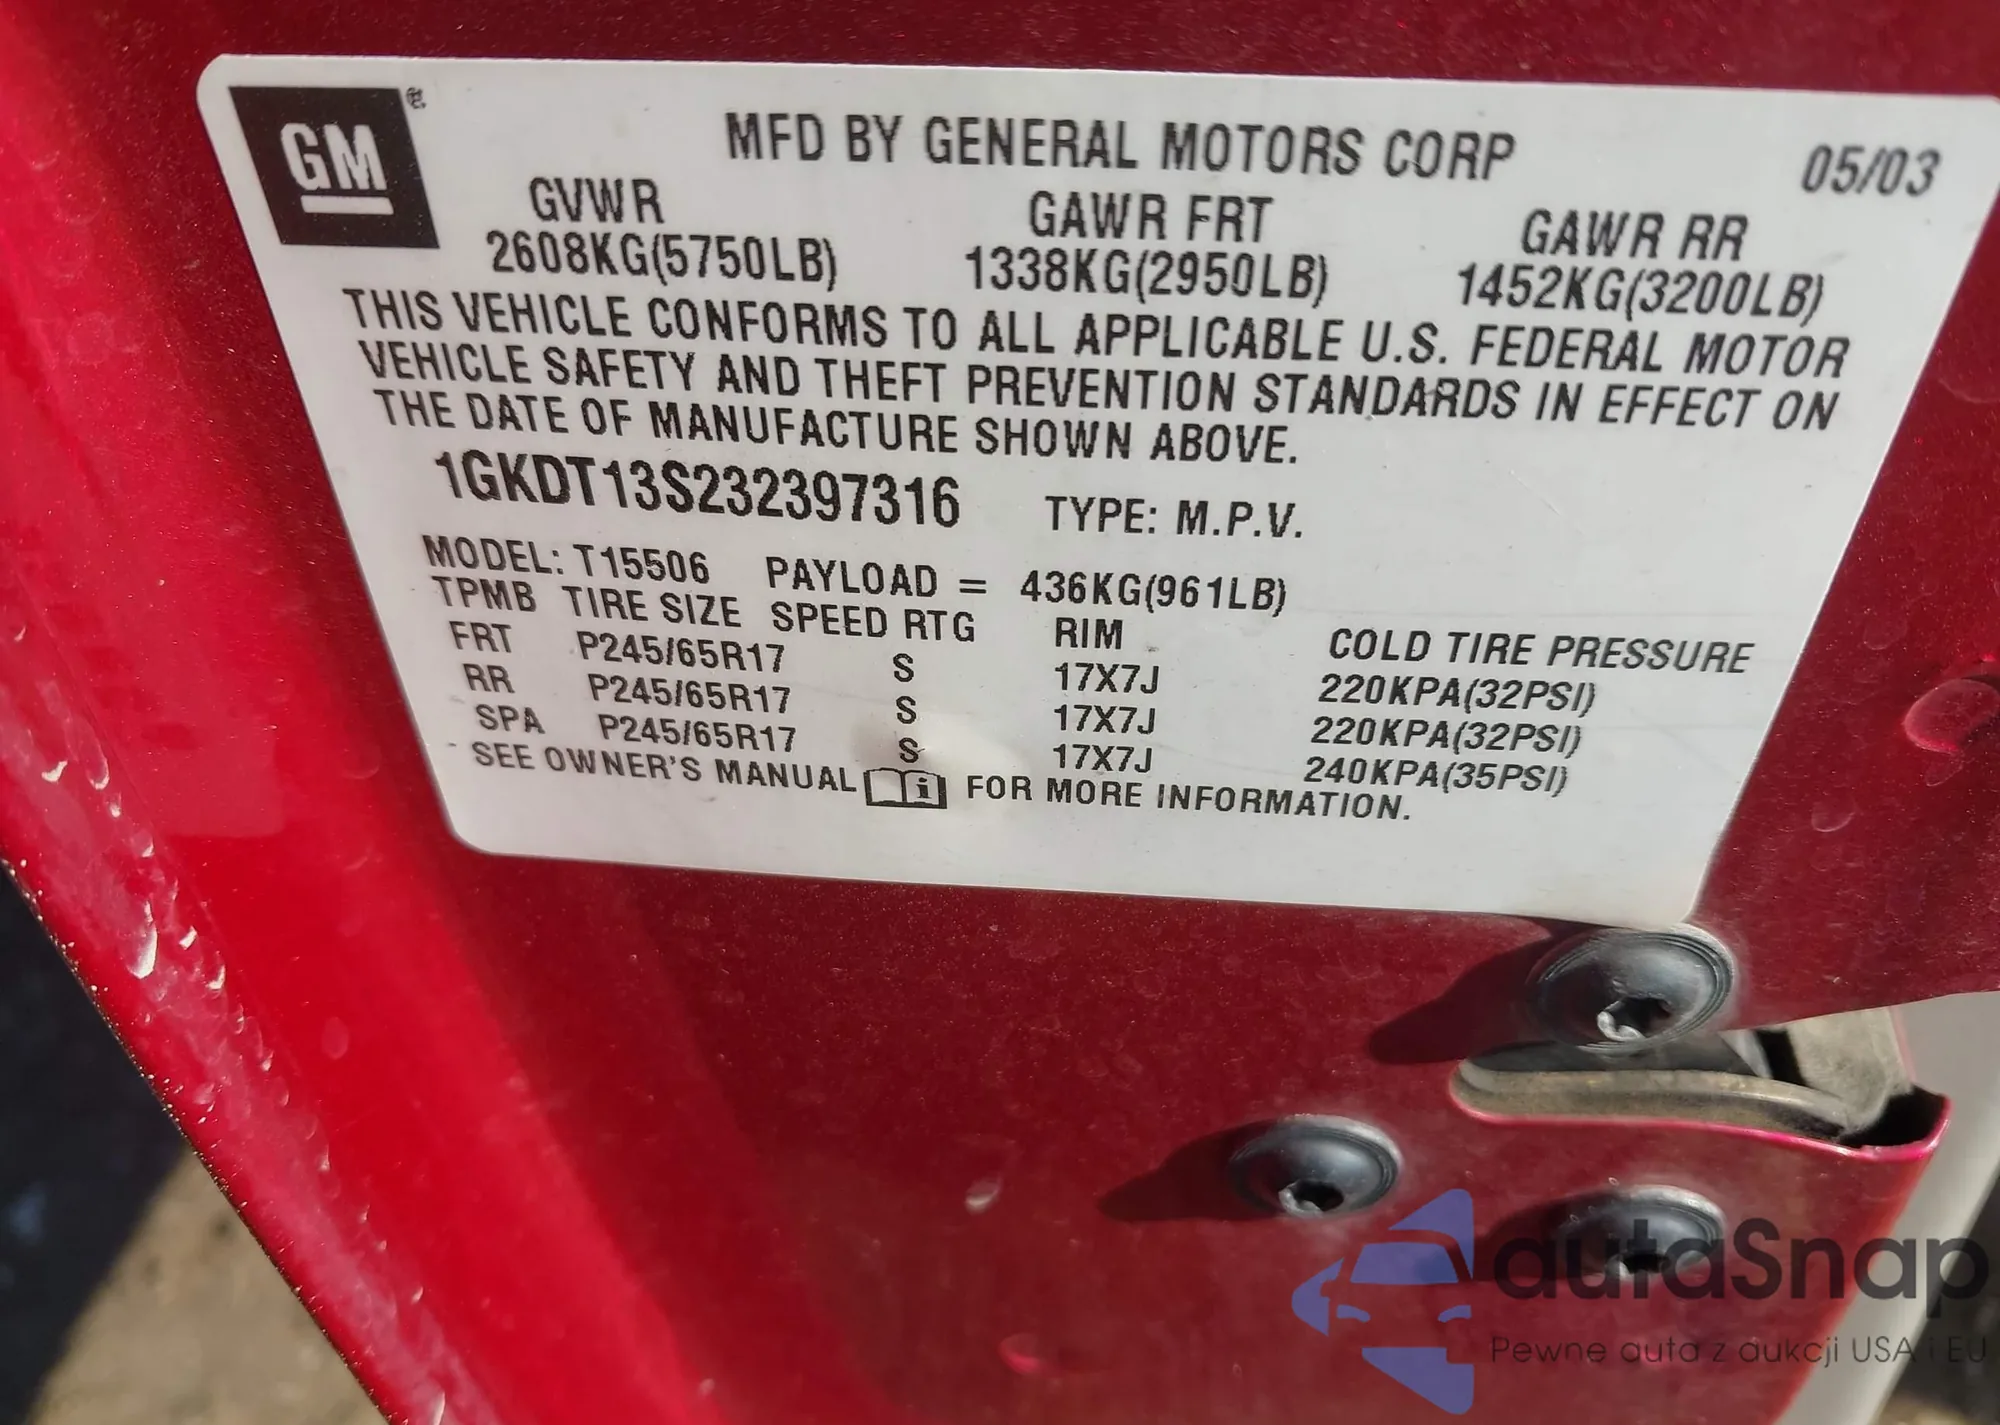 GM ®
MFD BY GENERAL MOTORS CORP 05/03
GVWR GAWR FRT GAWR RR
2608KG(5750LB) 1338KG(2950LB) 1452KG(3200LB)
THIS VEHICLE CONFORMS TO ALL APPLICABLE U.S. FEDERAL MOTOR
VEHICLE SAFETY AND THEFT PREVENTION STANDARDS IN EFFECT ON
THE DATE OF MANUFACTURE SHOWN ABOVE.
1GKDT13S232397316 TYPE: M.P.V.
MODEL: T15506 PAYLOAD = 436KG(961LB)
TPMB TIRE SIZE SPEED RTG RIM COLD TIRE PRESSURE
FRT P245/65R17 S 17X7J 220KPA(32PSI)
RR P245/65R17 S 17X7J 220KPA(32PSI)
SPA P245/65R17 S 17X7J 240KPA(35PSI)
SEE OWNER'S MANUAL i FOR MORE INFORMATION.
autaSnap
Pewne auta z aukcji USA i EU